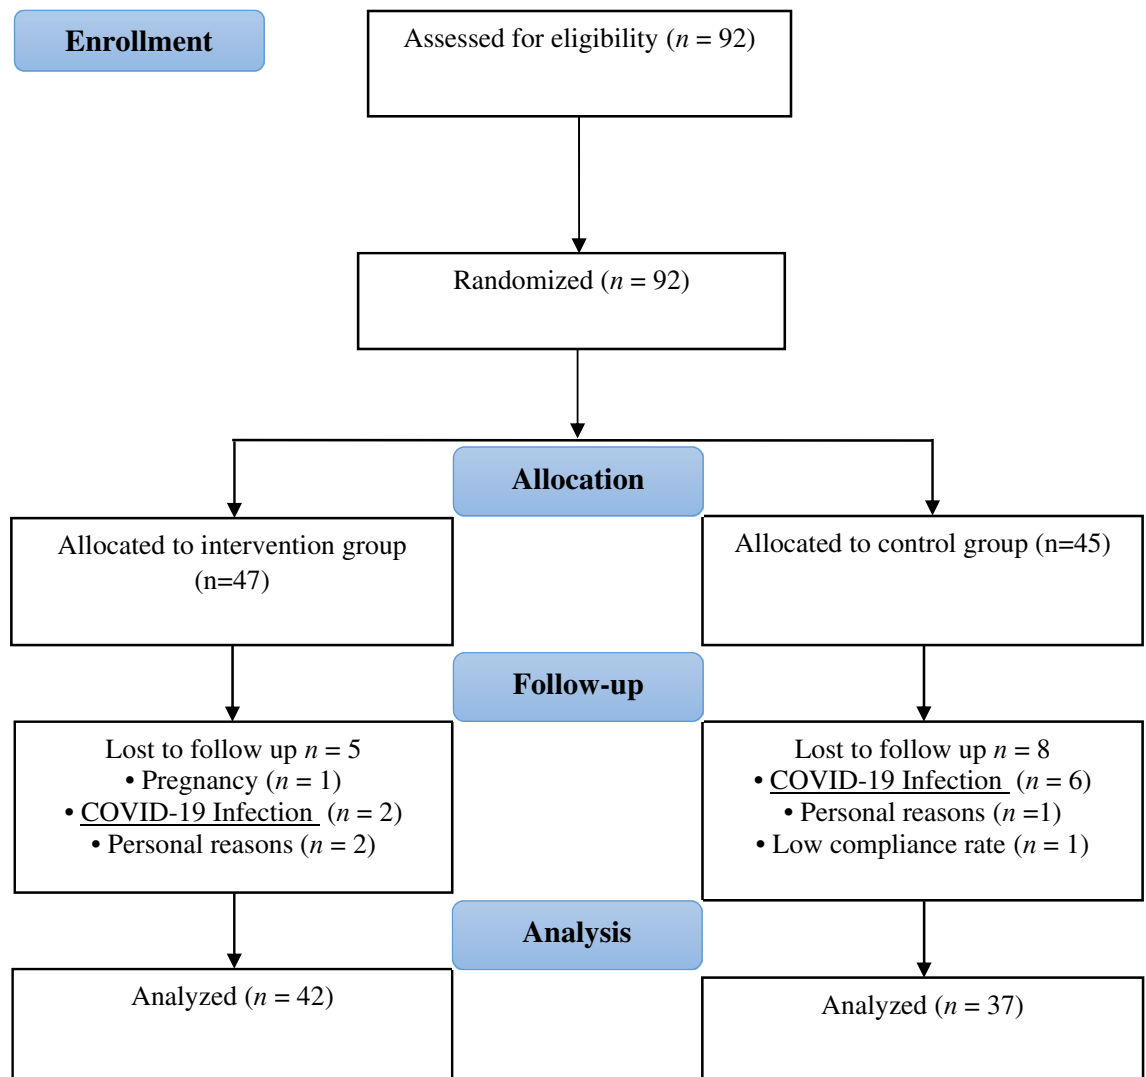 Enrollment
Assessed for eligibility (n = 92)
Randomized (n = 92)
Allocation
Allocated to intervention group
(n=47)
Allocated to control group (n=45)
Follow-up
Lost to follow up n = 5
• Pregnancy (n = 1)
• COVID-19 Infection (n = 2)
• Personal reasons (n = 2)
Lost to follow up n = 8
• COVID-19 Infection (n = 6)
• Personal reasons (n =1)
• Low compliance rate (n = 1)
Analysis
Analyzed (n = 42)
Analyzed (n = 37)